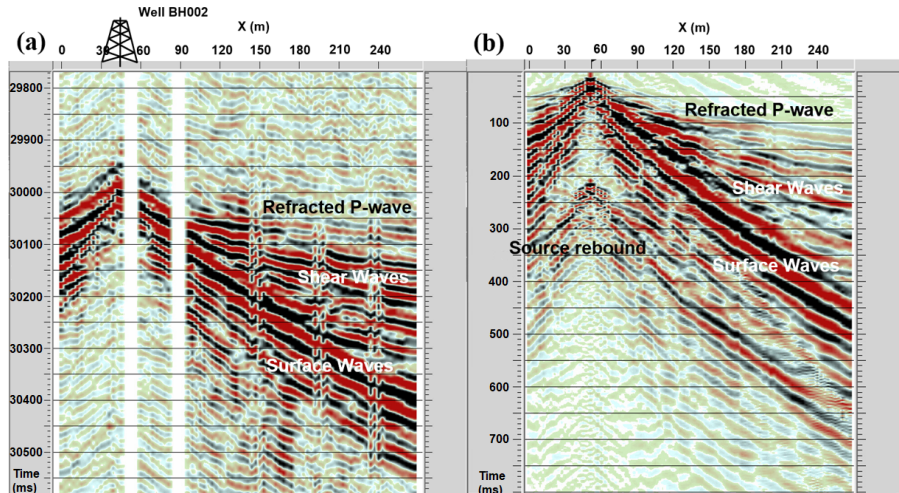 Well BH002
X (m)
(a)
0 30 60 90 120 150 180 210 240
29800
29900
30000
Refracted P-wave
30100
Shear Waves
30200
30300
Surface Waves
30400
30500
Time
(ms)
X (m)
(b)
0 30 60 90 120 150 180 210 240
Refracted P-wave
100
Shear Waves
200
Source rebound
300
Surface Waves
400
500
600
700
Time
(ms)